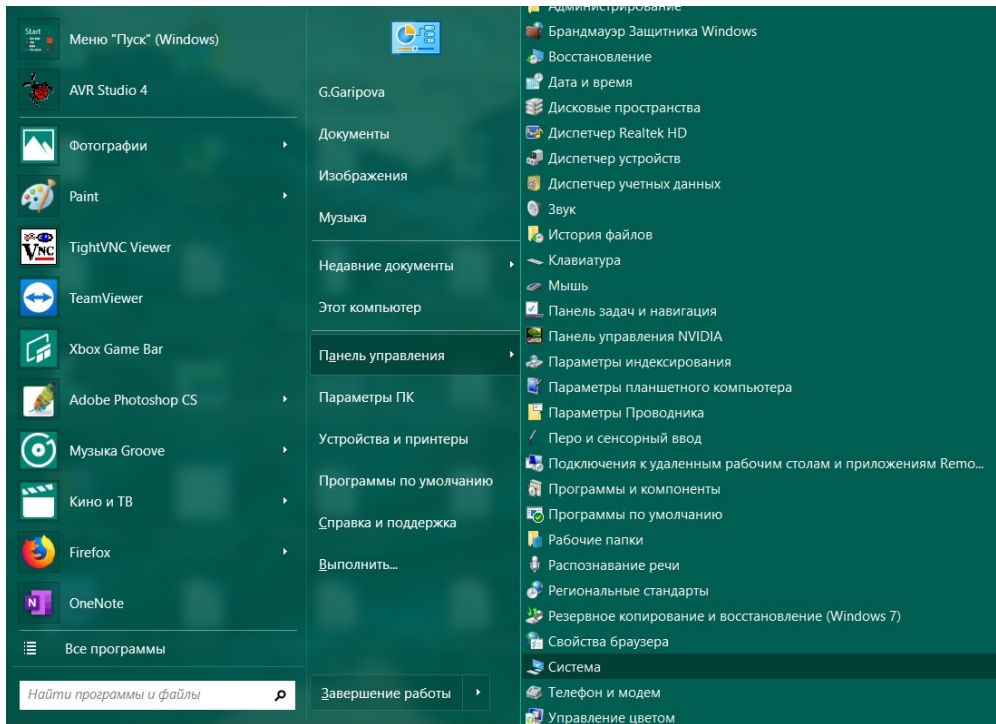 Start
Меню "Пуск" (Windows)
AVR Studio 4
Фотографии
Paint
VNC
TightVNC Viewer
TeamViewer
Xbox Game Bar
Adobe Photoshop CS
Музыка Groove
Кино и ТВ
Firefox
N
OneNote
Все программы
Найти программы и файлы
G.Garipova
Документы
Изображения
Музыка
Недавние документы
Этот компьютер
Панель управления
Параметры ПК
Устройства и принтеры
Программы по умолчанию
Справка и поддержка
Выполнить...
Завершение работы
Администрирование
Брандмауэр Защитника Windows
Восстановление
Дата и время
Дисковые пространства
Диспетчер Realtek HD
Диспетчер устройств
Диспетчер учетных данных
Звук
История файлов
Клавиатура
Мышь
Панель задач и навигация
Панель управления NVIDIA
Параметры индексирования
Параметры планшетного компьютера
Параметры Проводника
Перо и сенсорный ввод
Подключения к удаленным рабочим столам и приложениям Remo...
Программы и компоненты
Программы по умолчанию
Рабочие папки
Распознавание речи
Региональные стандарты
Резервное копирование и восстановление (Windows 7)
Свойства браузера
Система
Телефон и модем
Управление цветом